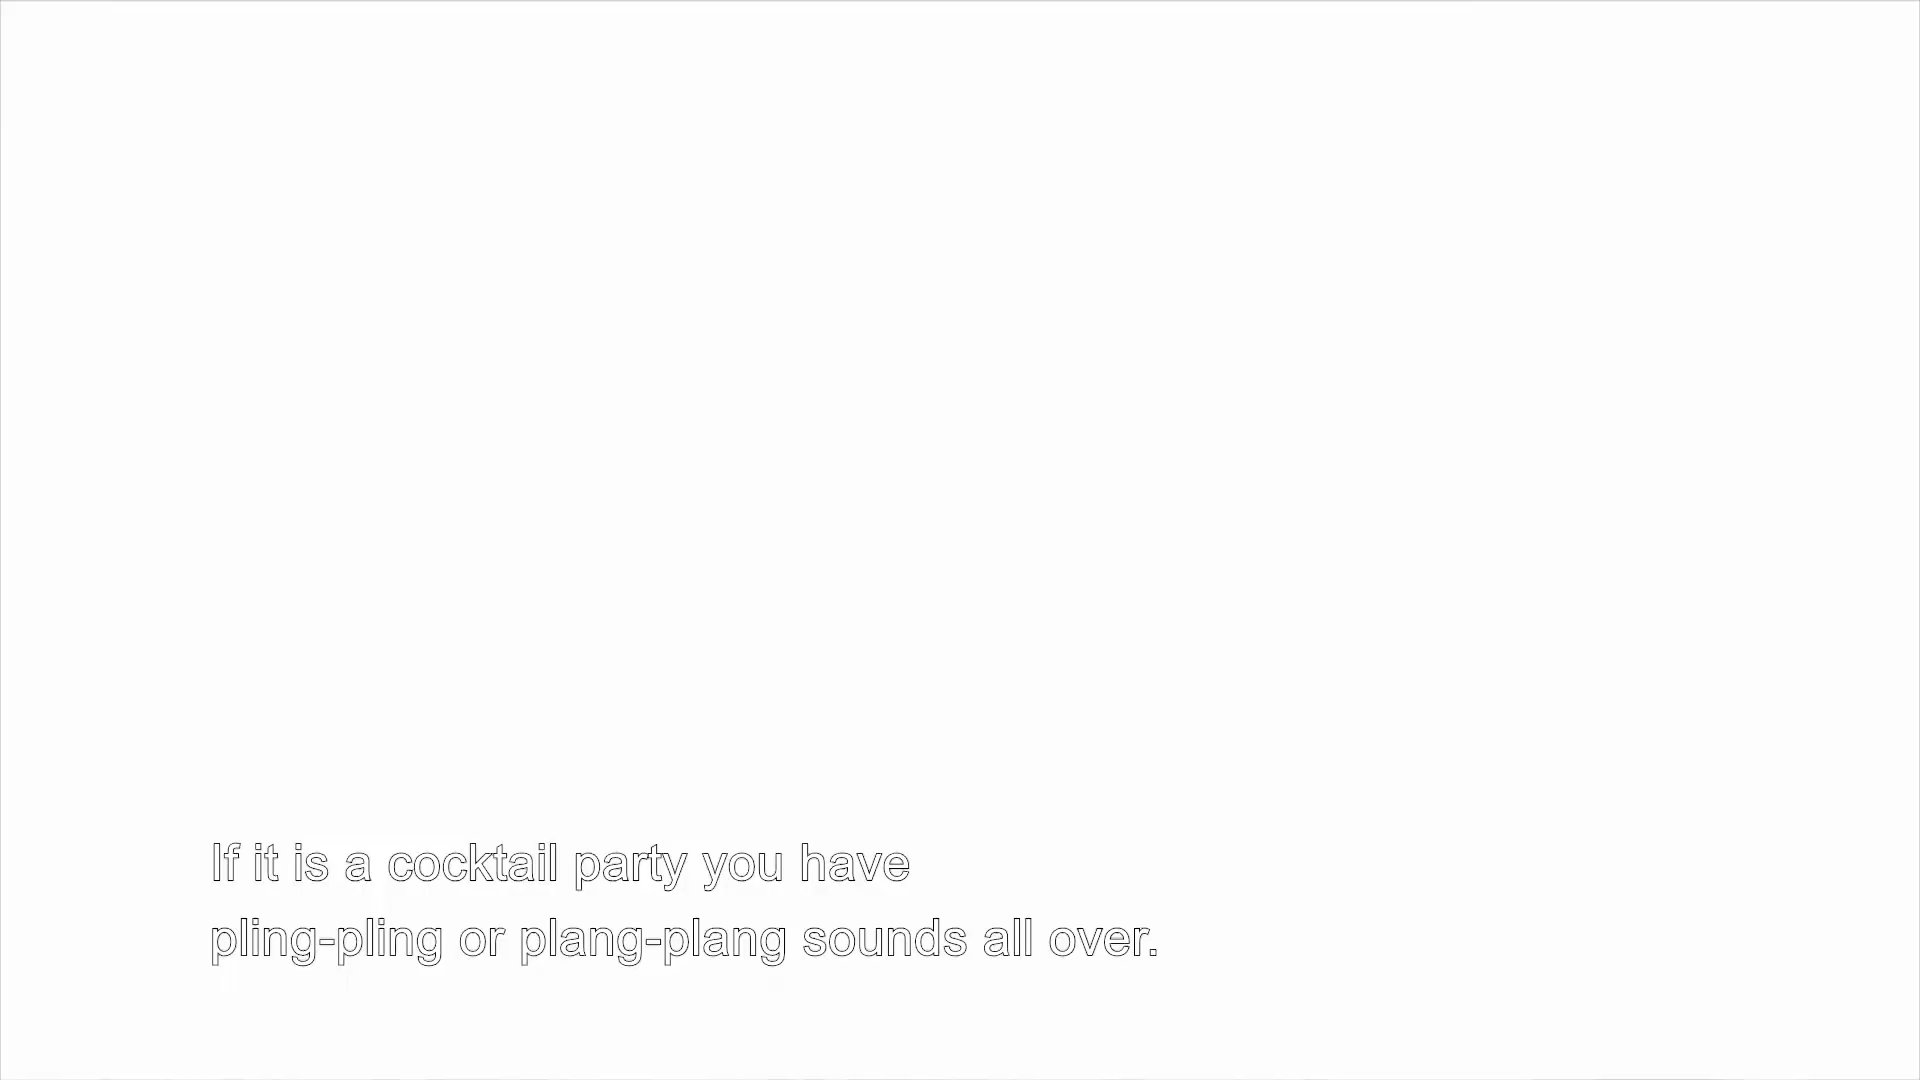 If it is a cocktail party you have
pling-pling or plang-plang sounds all over.